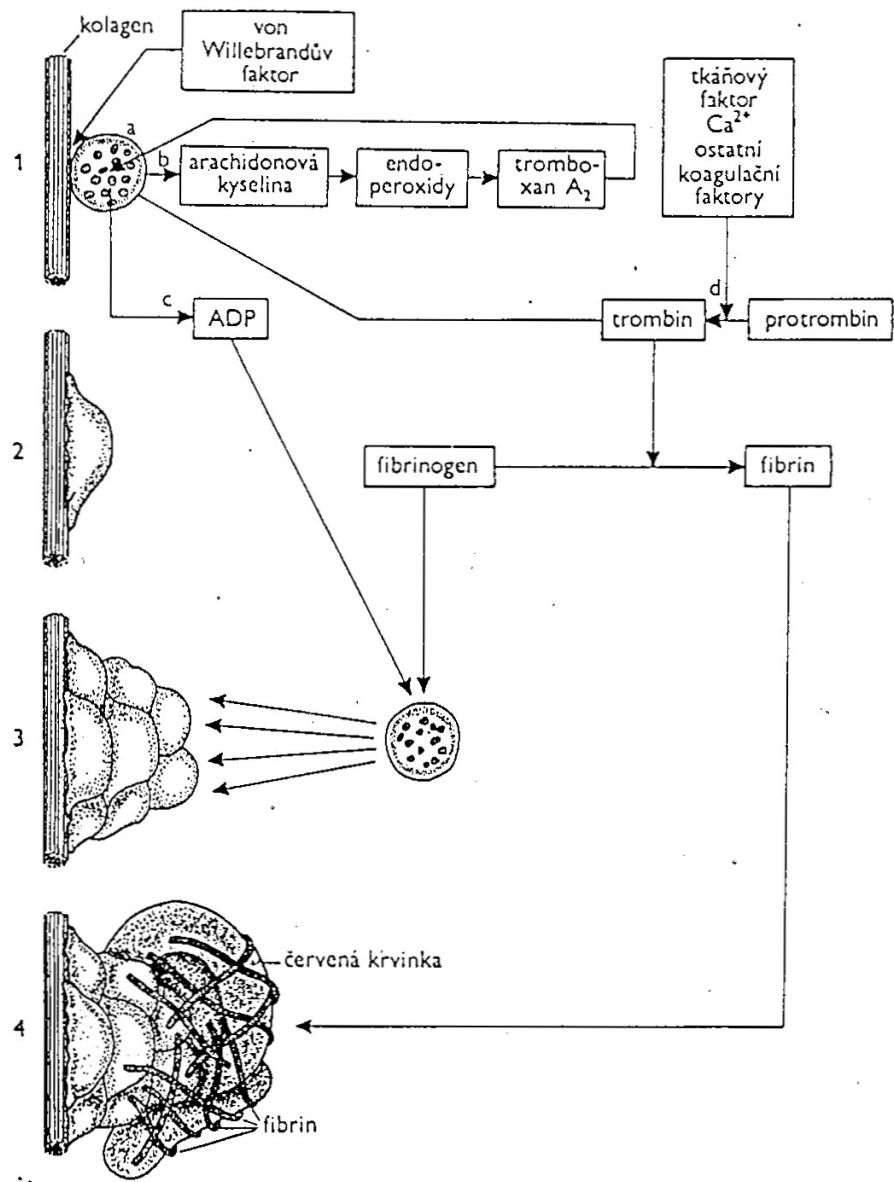 kolagen
von
Willebrandův
faktor
tkáňový
faktor
Ca²⁺
ostatní
koagulační
faktory
1
a
b
arachidonová
kyselina
endo-
peroxidy
trombo-
xan A₂
c
ADP
d
trombin
protrombin
2
fibrinogen
fibrin
3
4
červená krvinka
fibrin